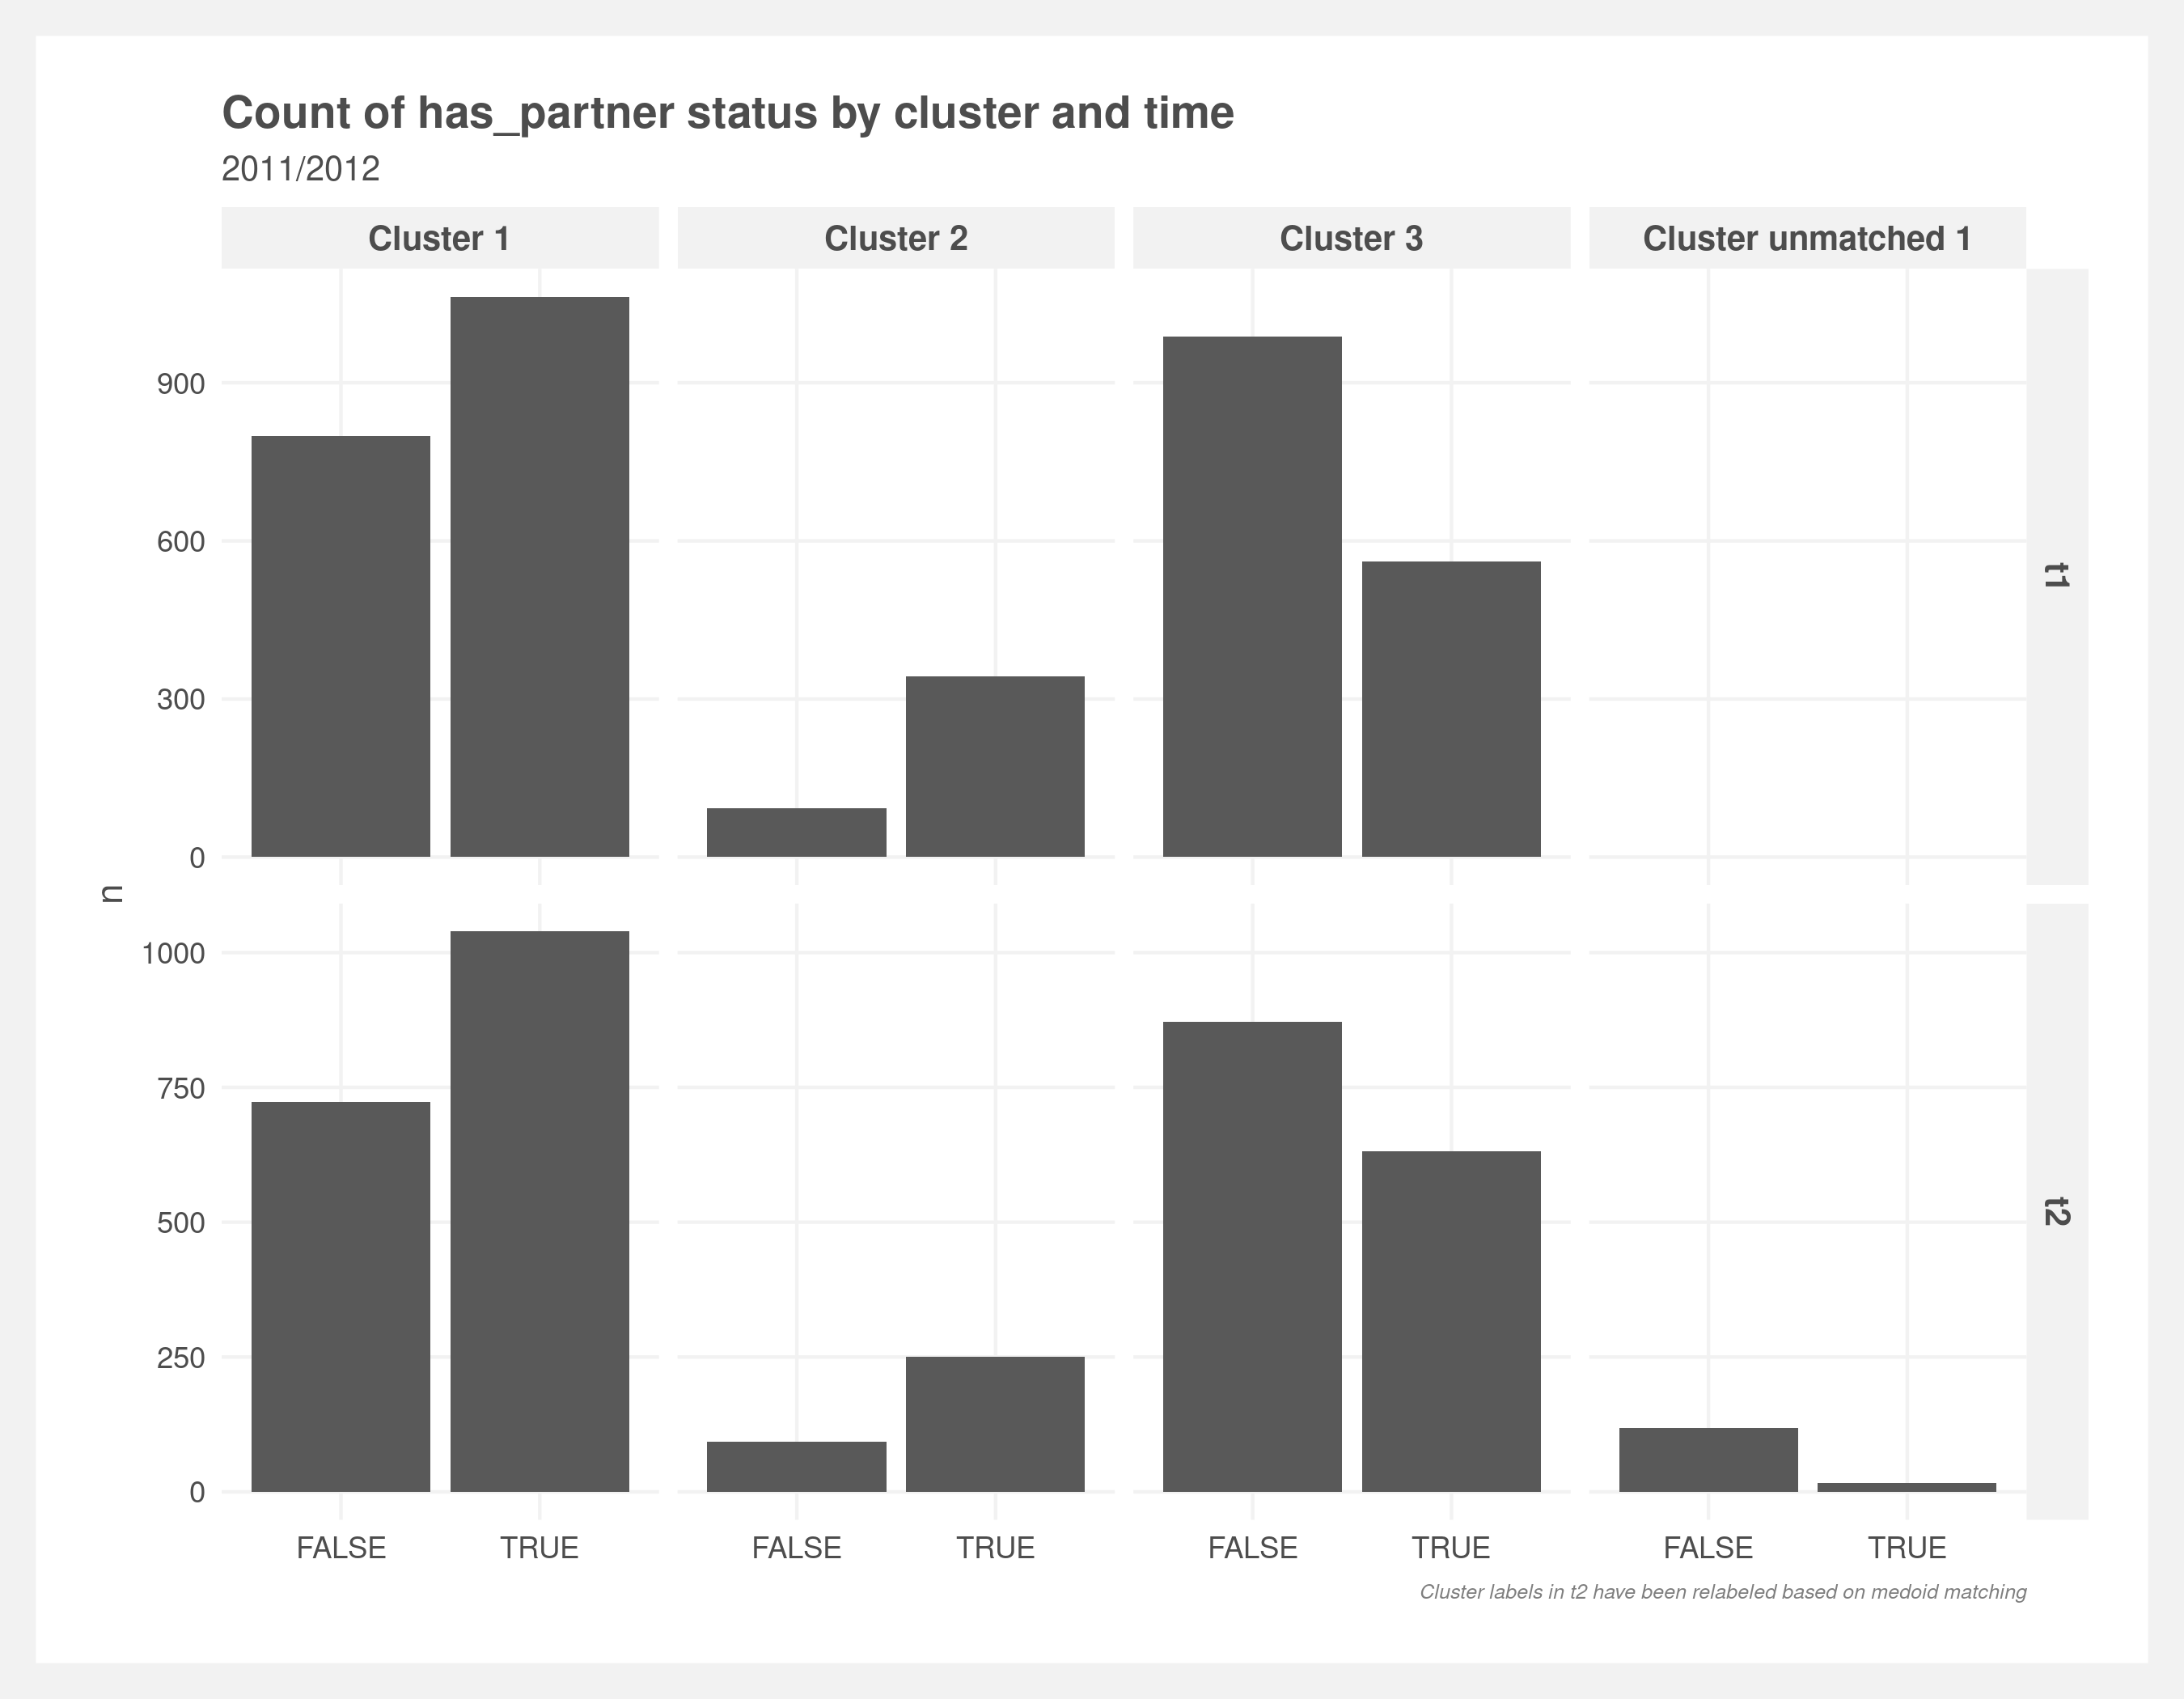 Count of has_partner status by cluster and time
2011/2012
Cluster 1 Cluster 2 Cluster 3 Cluster unmatched 1
900
600
300
0
t1
n
1000
750
500
250
0
t2
FALSE TRUE FALSE TRUE FALSE TRUE FALSE TRUE
Cluster labels in t2 have been relabeled based on medoid matching